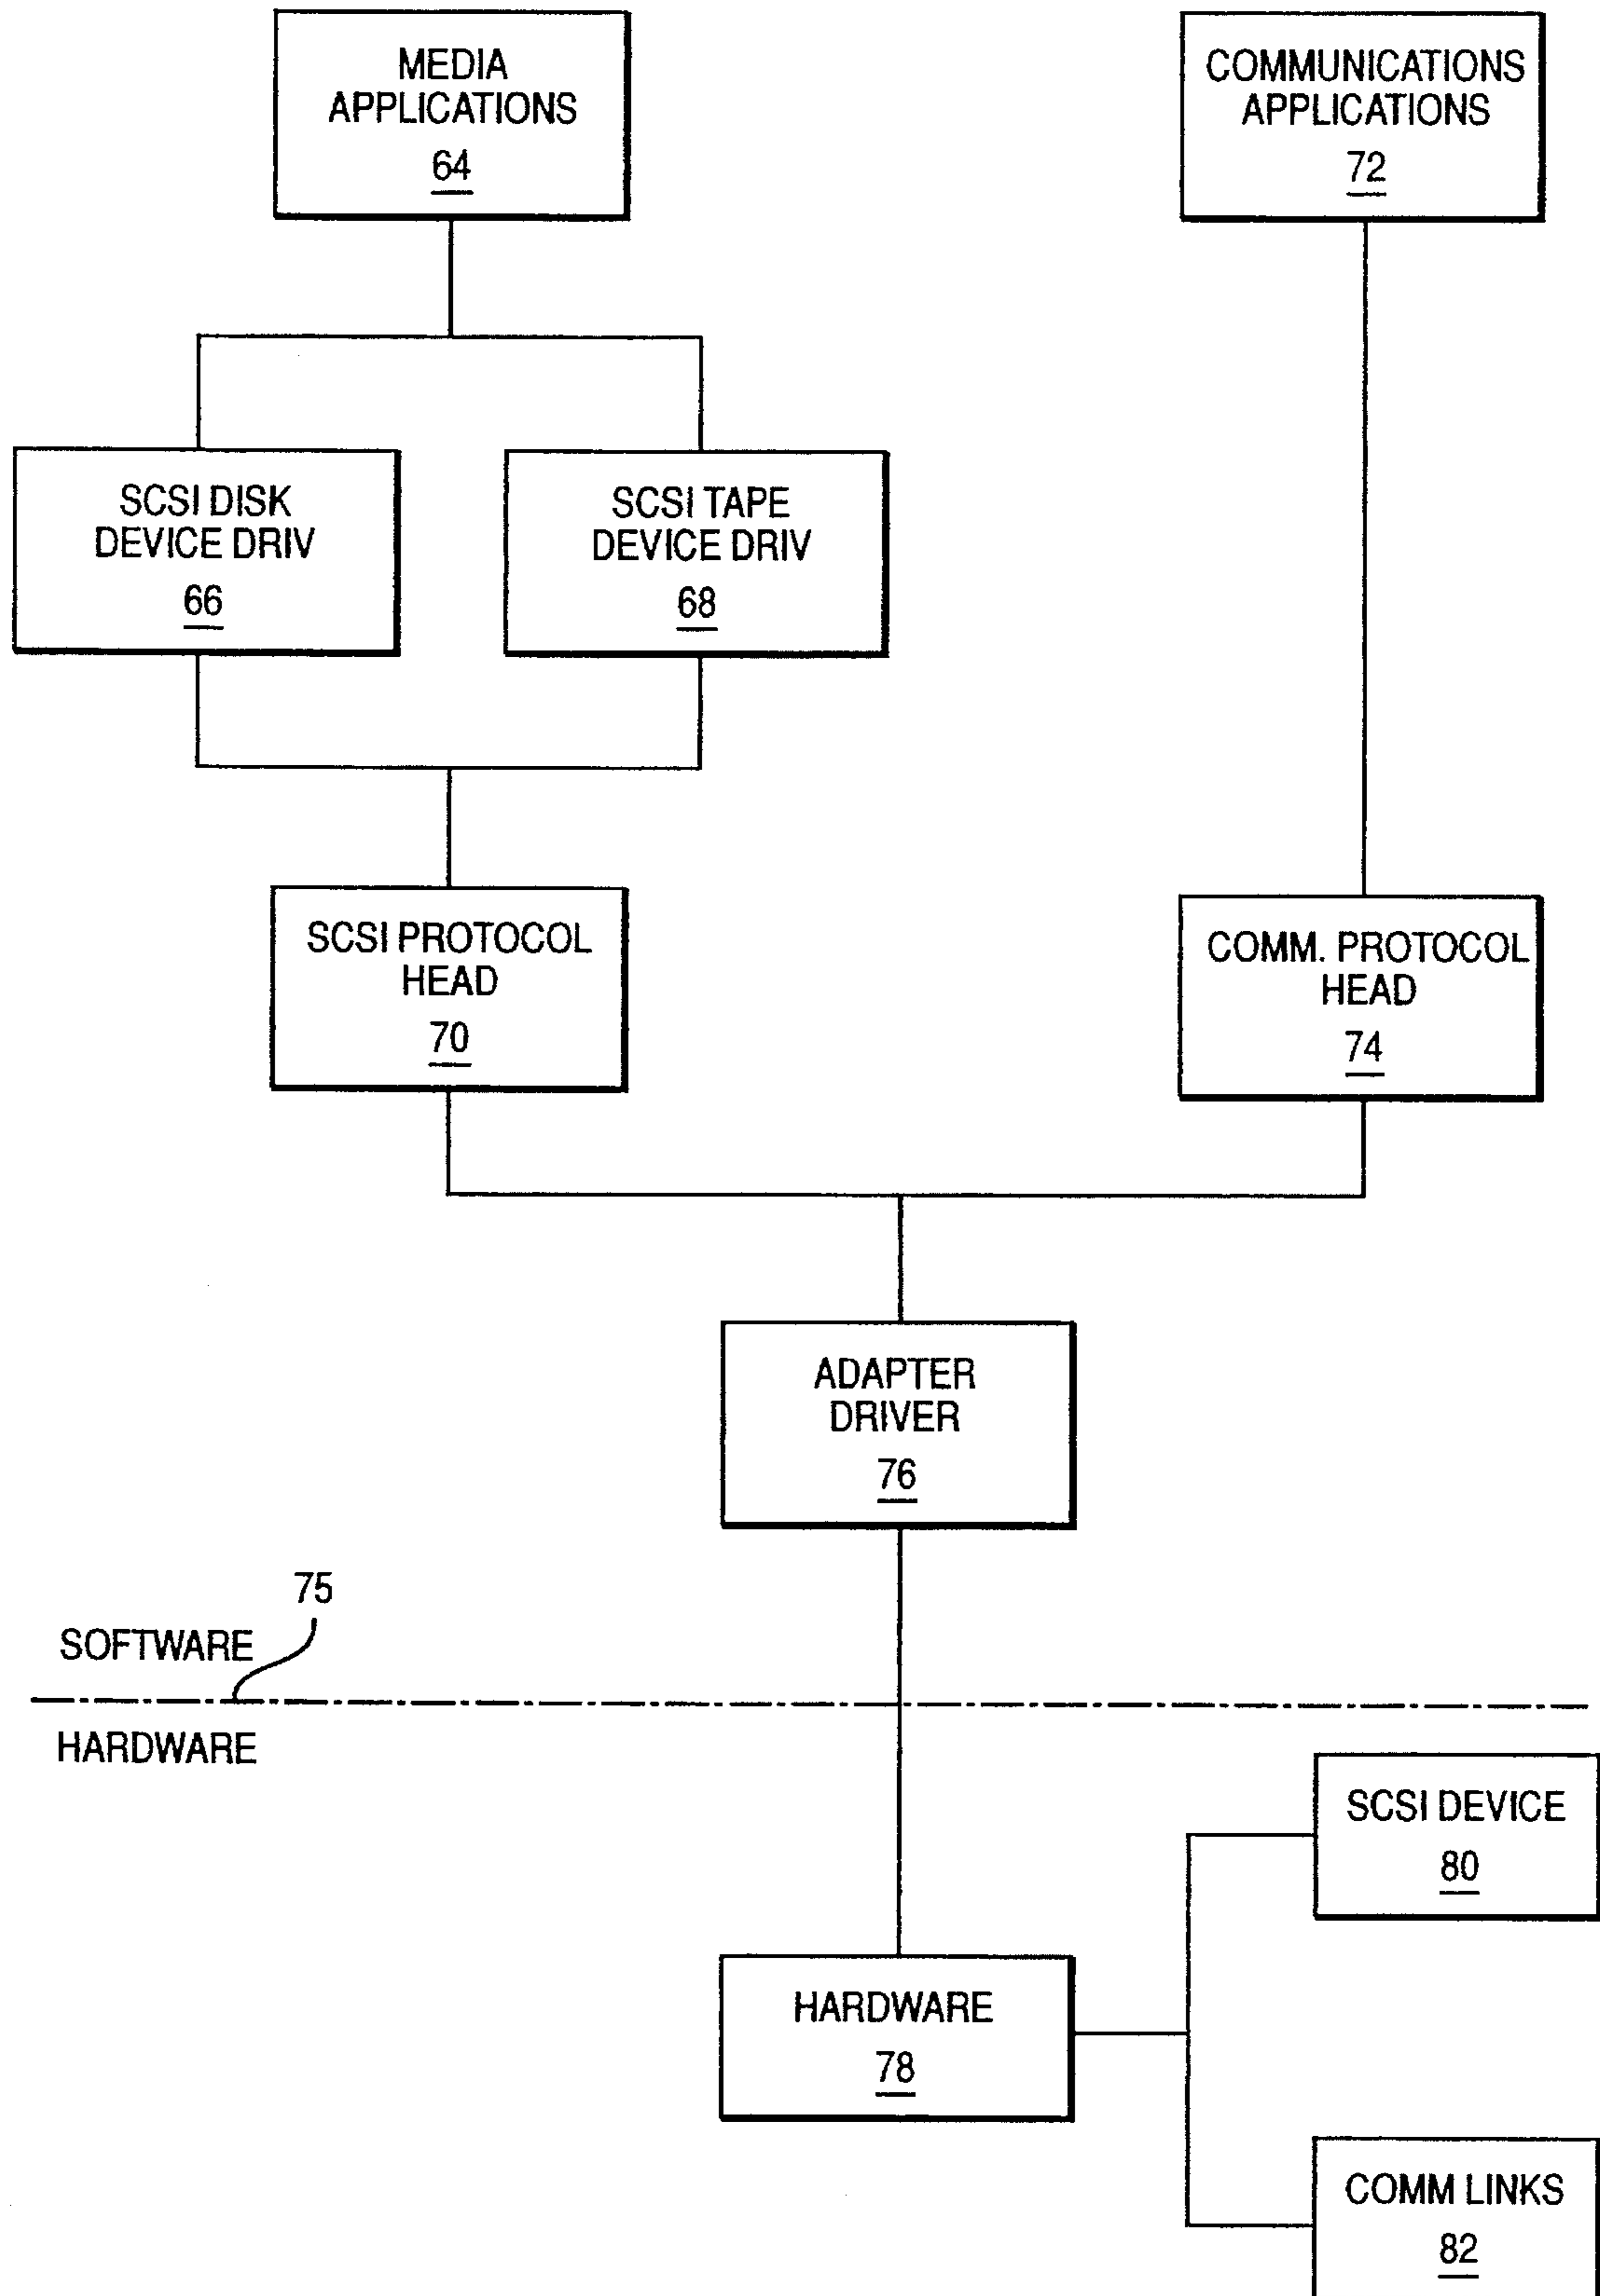 MEDIA
APPLICATIONS
64
COMMUNICATIONS
APPLICATIONS
72
SCSI DISK
DEVICE DRIV
66
SCSI TAPE
DEVICE DRIV
68
SCSI PROTOCOL
HEAD
70
COMM. PROTOCOL
HEAD
74
ADAPTER
DRIVER
76
75
SOFTWARE
HARDWARE
SCSI DEVICE
80
HARDWARE
78
COMM LINKS
82